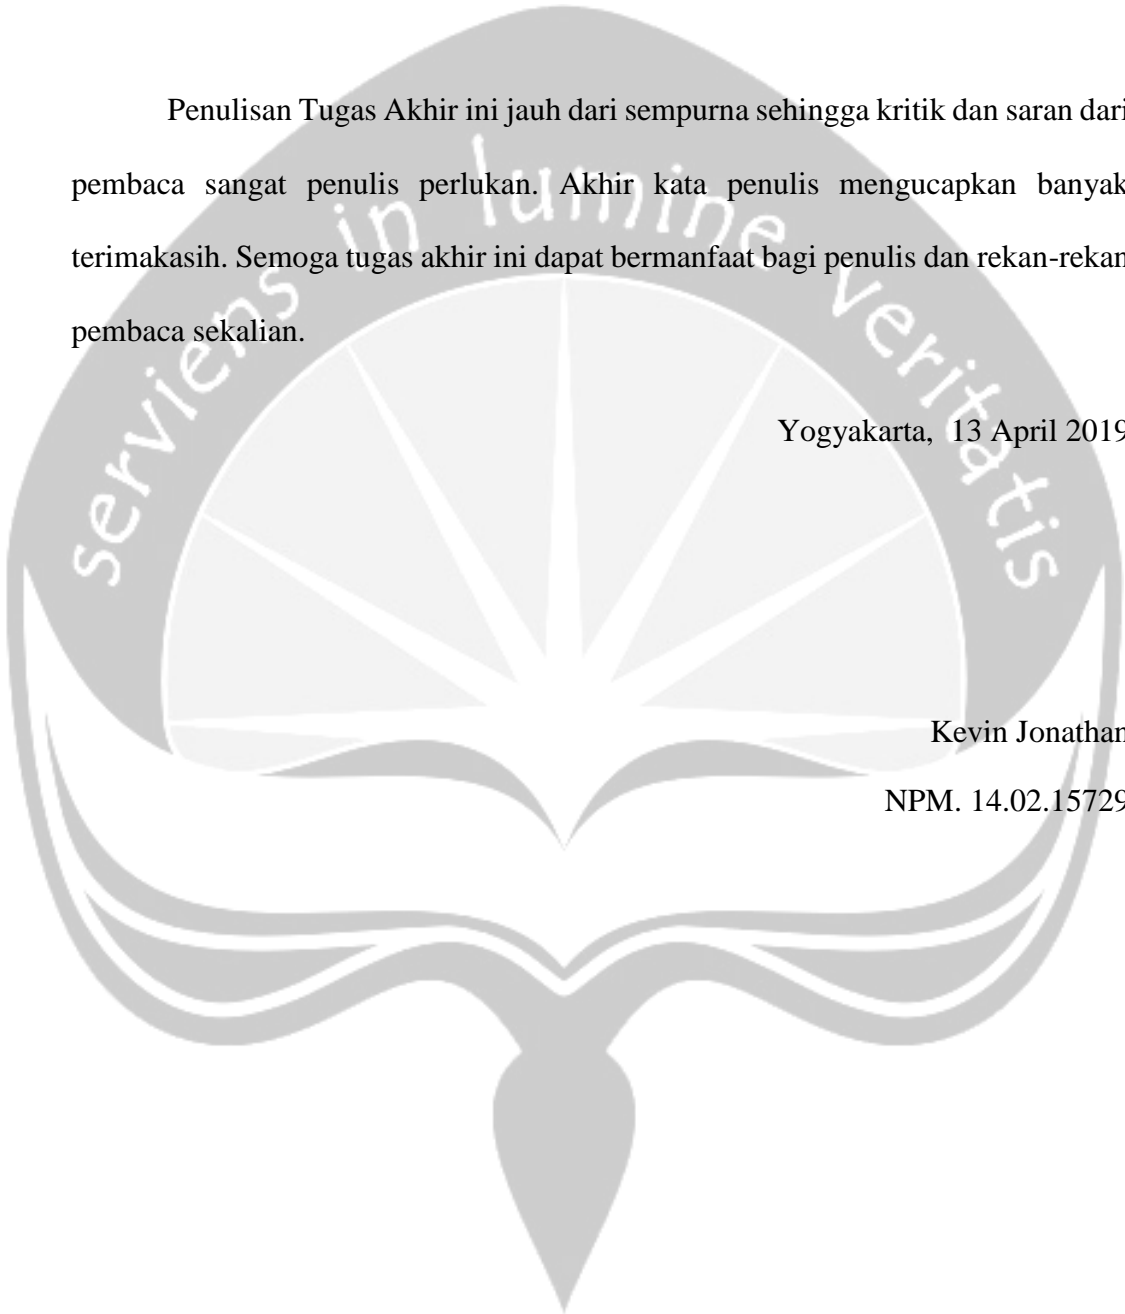 Penulisan Tugas Akhir ini jauh dari sempurna sehingga kritik dan saran dari
pembaca sangat penulis perlukan. Akhir kata penulis mengucapkan banyak
terimakasih. Semoga tugas akhir ini dapat bermanfaat bagi penulis dan rekan-rekan
pembaca sekalian.
Yogyakarta, 13 April 2019
Kevin Jonathan
NPM. 14.02.15729
serviens in lumine veritatis